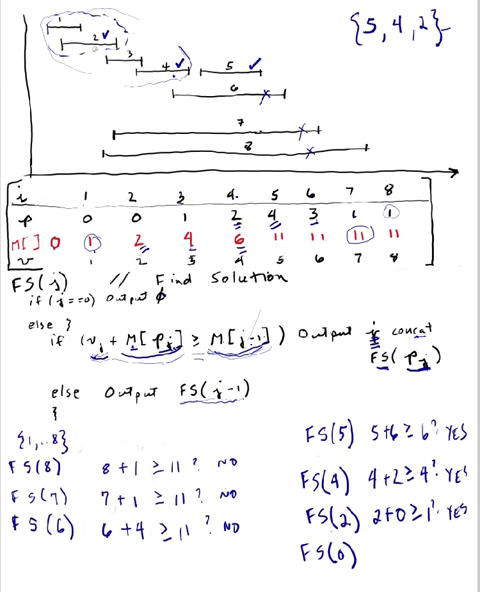 {5, 4, 2}
1
2 ✓
3
4 ✓
5 ✓
6
7
8
i 1 2 3 4 5 6 7 8
p 0 0 1 2 4 3 1 1
M[] 0 1 2 4 6 11 11 11 11
v 1 2 3 4 5 6 7 8
FS(j) // Find Solution
if (j==0) Output ϕ
else {
if (vj + M[pj] ≥ M[j-1]) Output j concat
FS(pj)
else Output FS(j-1)
{
{1,..8}
FS(8) 8+1 ≥ 11? NO
FS(7) 7+1 ≥ 11? NO
FS(6) 6+4 ≥ 11? NO
FS(5) 5+6 ≥ 6? YES
FS(4) 4+2 ≥ 4? YES
FS(2) 2+0 ≥ 1? YES
FS(0)